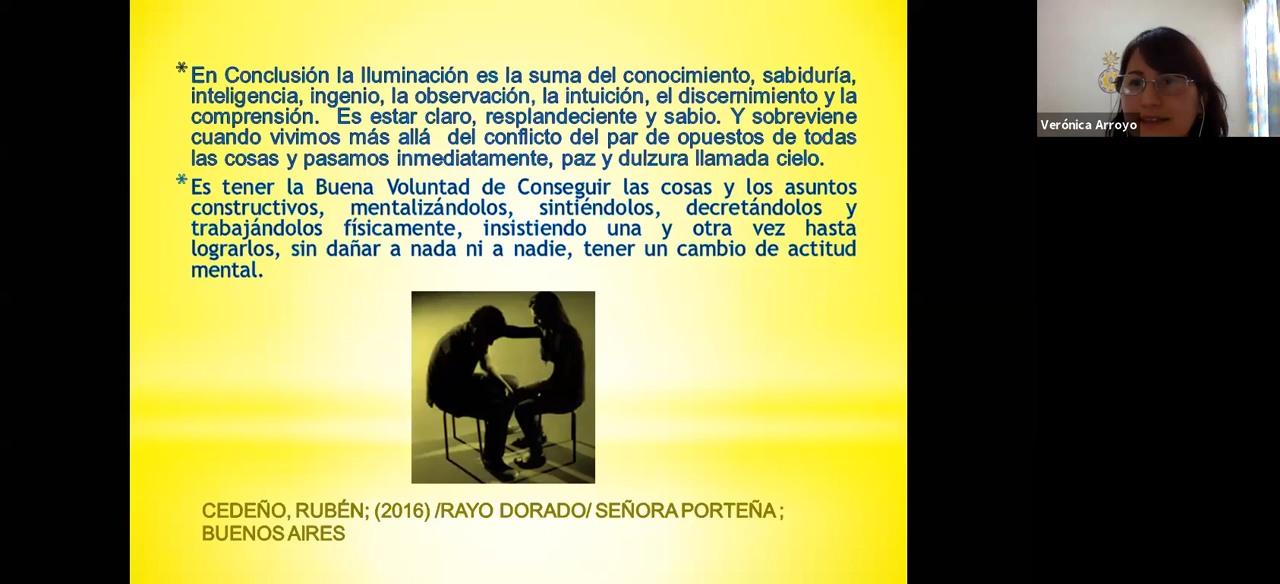 * En Conclusión la Iluminación es la suma del conocimiento, sabiduría,
inteligencia, ingenio, la observación, la intuición, el discernimiento y la
comprensión. Es estar claro, resplandeciente y sabio. Y sobreviene
cuando vivimos más allá del conflicto del par de opuestos de todas
las cosas y pasamos inmediatamente, paz y dulzura llamada cielo.
* Es tener la Buena Voluntad de Conseguir las cosas y los asuntos
constructivos, mentalizándolos, sintiéndolos, decretándolos y
trabajándolos físicamente, insistiendo una y otra vez hasta
lograrlos, sin dañar a nada ni a nadie, tener un cambio de actitud
mental.
CEDEÑO, RUBÉN; (2016) /RAYO DORADO/ SEÑORA PORTEÑA ;
BUENOS AIRES
Verónica Arroyo